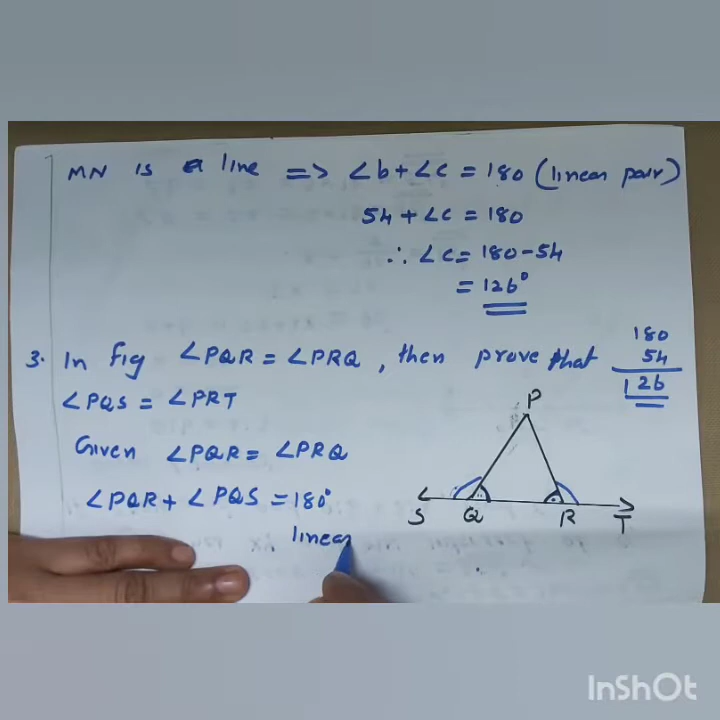 MN is a line => ∠b + ∠c = 180 (linear pair)
54 + ∠c = 180
∴ ∠c = 180 - 54
= 126°
180
54
126
3. In fig ∠PQR = ∠PRQ, then prove that
∠PQS = ∠PRT
Given ∠PQR = ∠PRQ
∠PQR + ∠PQS = 180°
linear
P
S Q R T
InShOt